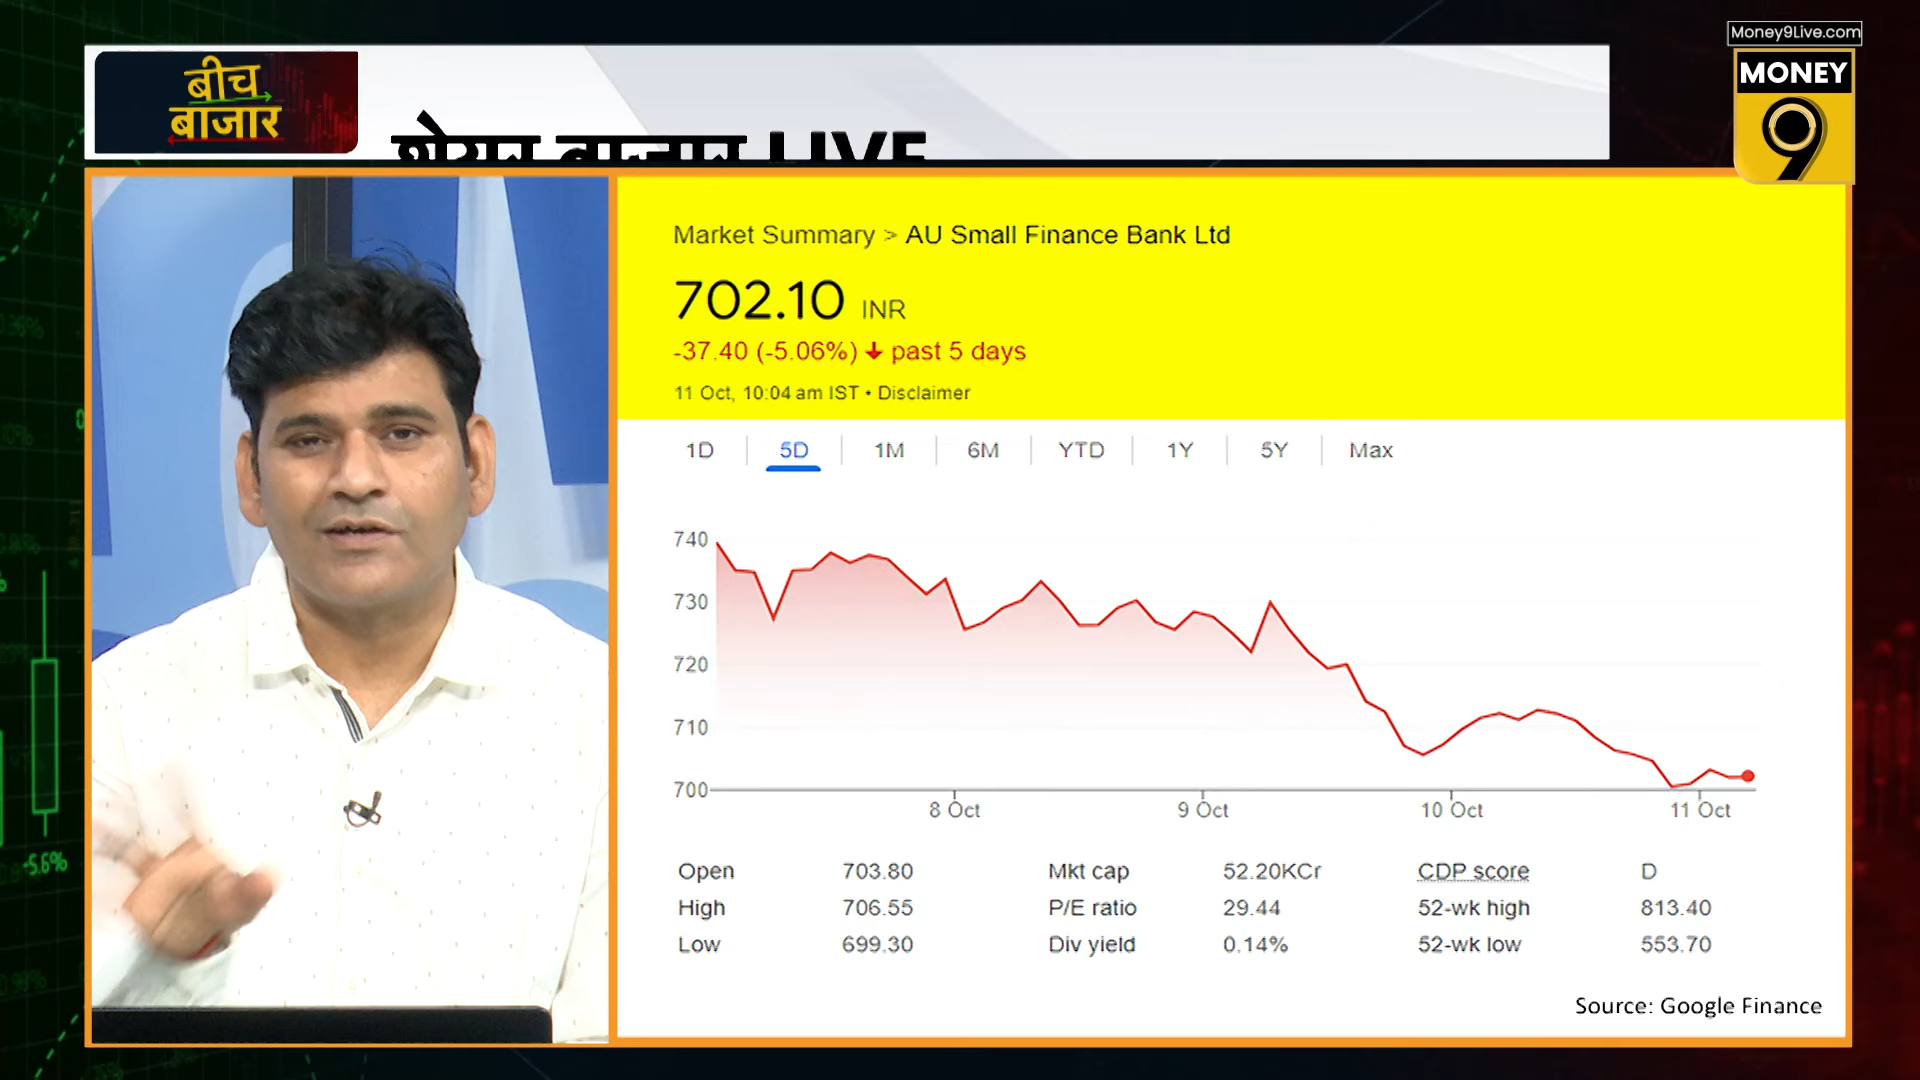 Money9Live.com
MONEY
9
बीच
बाजार
शेयर बाजार LIVE
Market Summary > AU Small Finance Bank Ltd
702.10 INR
-37.40 (-5.06%) ↓ past 5 days
11 Oct, 10:04 am IST • Disclaimer
1D 5D 1M 6M YTD 1Y 5Y Max
740
730
720
710
700
8 Oct 9 Oct 10 Oct 11 Oct
Open 703.80 Mkt cap 52.20KCr CDP score D
High 706.55 P/E ratio 29.44 52-wk high 813.40
Low 699.30 Div yield 0.14% 52-wk low 553.70
Source: Google Finance
-5.6%